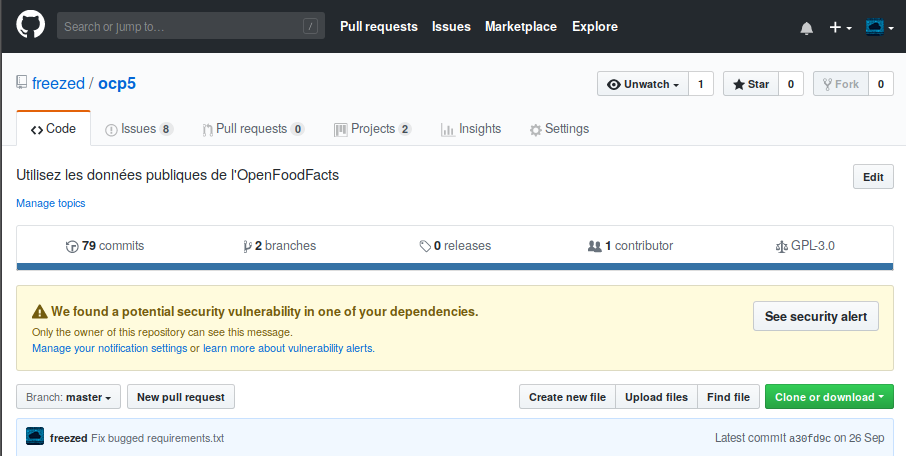 Search or jump to... /
Pull requests Issues Marketplace Explore
freezed / ocp5
Unwatch 1 Star 0 Fork 0
Code Issues 8 Pull requests 0 Projects 2 Insights Settings
Utilisez les données publiques de l'OpenFoodFacts
Edit
Manage topics
79 commits 2 branches 0 releases 1 contributor GPL-3.0
We found a potential security vulnerability in one of your dependencies.
Only the owner of this repository can see this message.
Manage your notification settings or learn more about vulnerability alerts.
See security alert
Branch: master New pull request Create new file Upload files Find file Clone or download
freezed Fix bugged requirements.txt Latest commit a30fd9c on 26 Sep